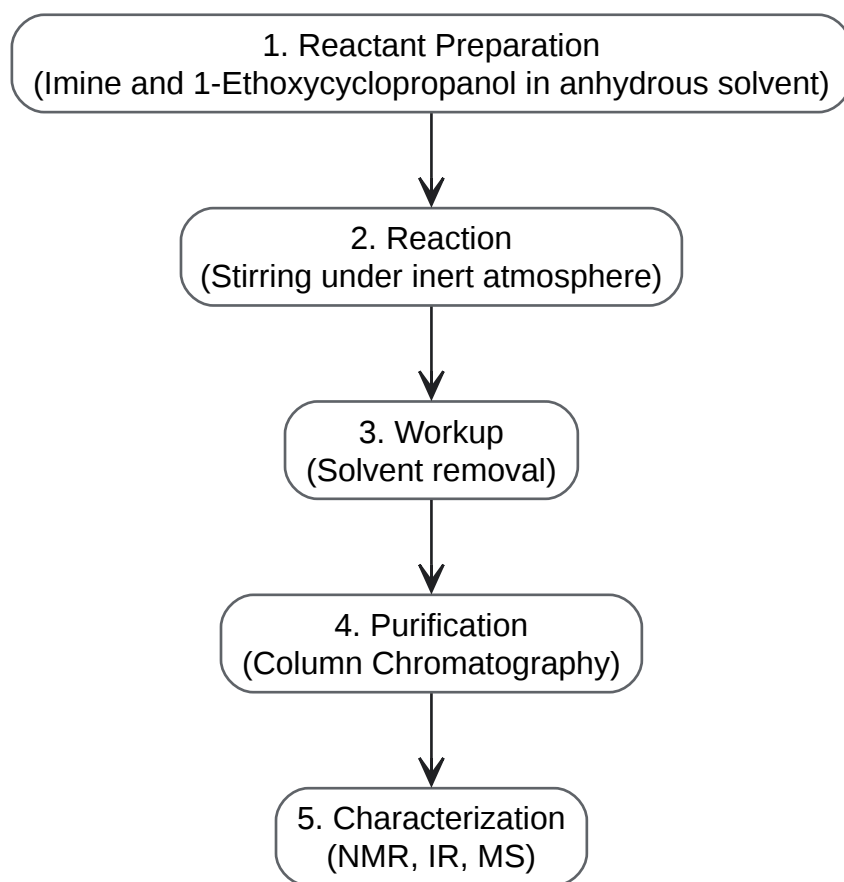 1. Reactant Preparation
(Imine and 1-Ethoxycyclopropanol in anhydrous solvent)
2. Reaction
(Stirring under inert atmosphere)
3. Workup
(Solvent removal)
4. Purification
(Column Chromatography)
5. Characterization
(NMR, IR, MS)